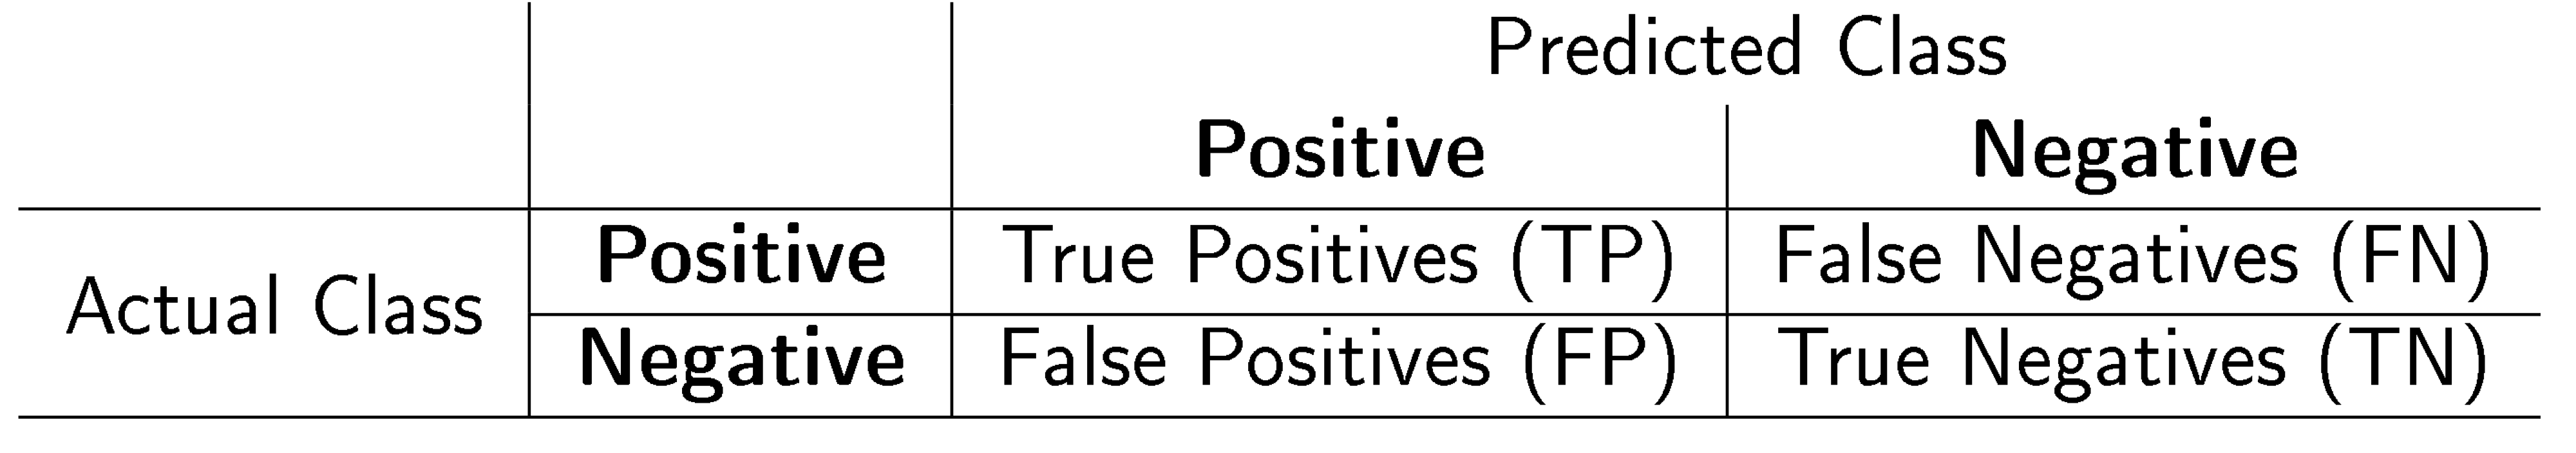 Predicted Class
Positive Negative
Actual Class
Positive True Positives (TP) False Negatives (FN)
Negative False Positives (FP) True Negatives (TN)